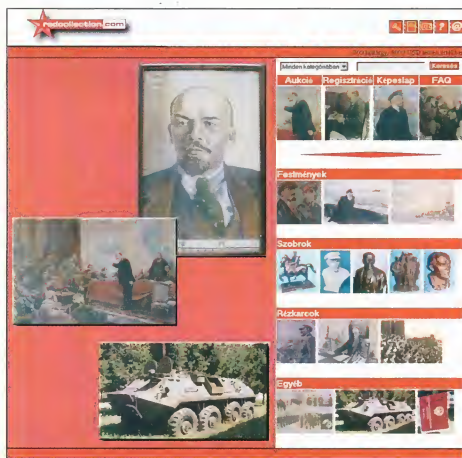 redcollection.com
Minden kategóriában
Keresés
Aukció Regisztráció Képeslap FAQ
Festmények
Szobrok
Rézkarcok
Egyéb